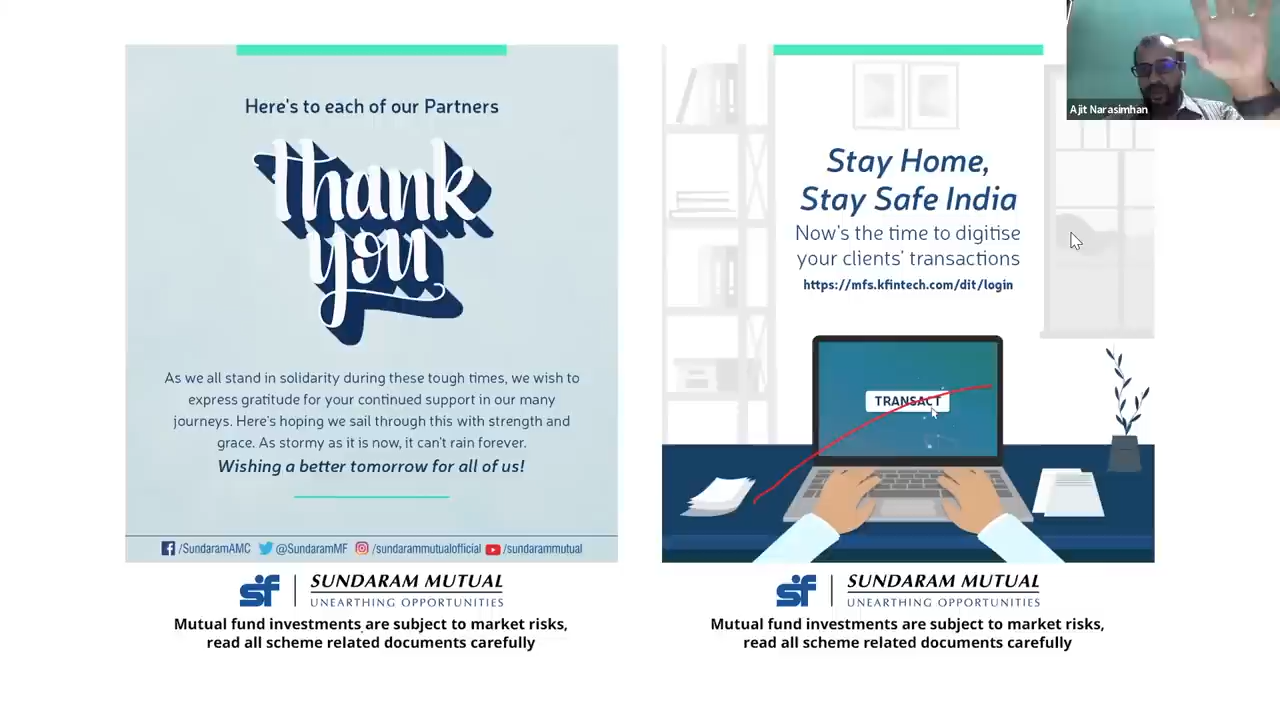 Here's to each of our Partners
thank
you
As we all stand in solidarity during these tough times, we wish to
express gratitude for your continued support in our many
journeys. Here's hoping we sail through this with strength and
grace. As stormy as it is now, it can't rain forever.
Wishing a better tomorrow for all of us!
/SundaramAMC @SundaramMF /sundarammutualofficial /sundarammutual
sf SUNDARAM MUTUAL
UNEARTHING OPPORTUNITIES
Mutual fund investments are subject to market risks,
read all scheme related documents carefully
Ajit Narasimhan
Stay Home,
Stay Safe India
Now's the time to digitise
your clients' transactions
https://mfs.kfintech.com/dit/login
TRANSACT
sf SUNDARAM MUTUAL
UNEARTHING OPPORTUNITIES
Mutual fund investments are subject to market risks,
read all scheme related documents carefully